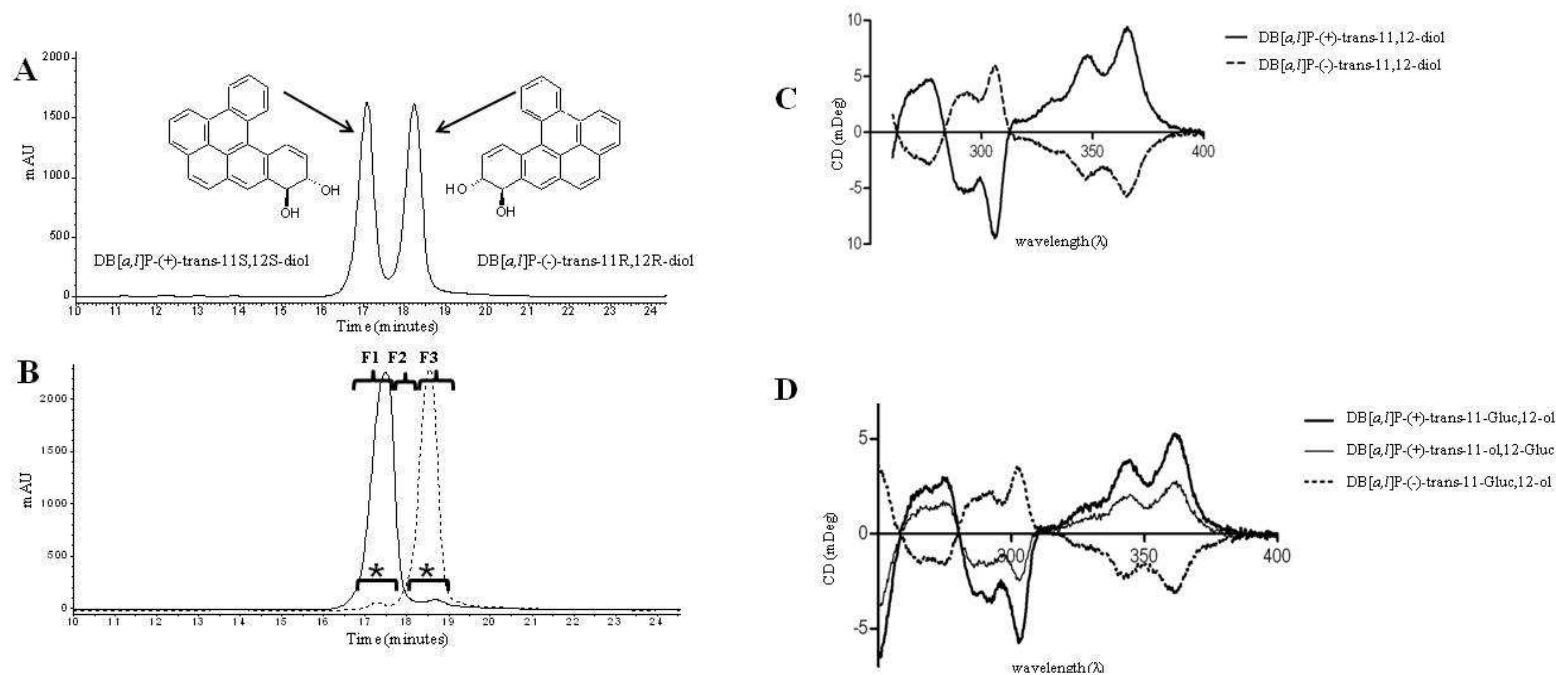 A
2000
1500
1000
500
0
mAU
OH
OH
HO
OH
DB[a,l]P-(+)-trans-11S,12S-diol
DB[a,l]P-(-)-trans-11R,12R-diol
10 11 12 13 14 15 16 17 18 19 20 21 22 23 24
Time (minutes)
B
F1 F2 F3
2000
1500
1000
500
0
mAU
* *
10 11 12 13 14 15 16 17 18 19 20 21 22 23 24
Time (minutes)
C
10
5
0
-5
10
CD (mDeg)
300 350 400
wavelength (λ)
DB[a,l]P-(+)-trans-11,12-diol
DB[a,l]P-(-)-trans-11,12-diol
D
5
0
-5
CD (mDeg)
300 350 400
wavelength (λ)
DB[a,l]P-(+)-trans-11-Gluc,12-ol
DB[a,l]P-(+)-trans-11-ol,12-Gluc
DB[a,l]P-(-)-trans-11-Gluc,12-ol